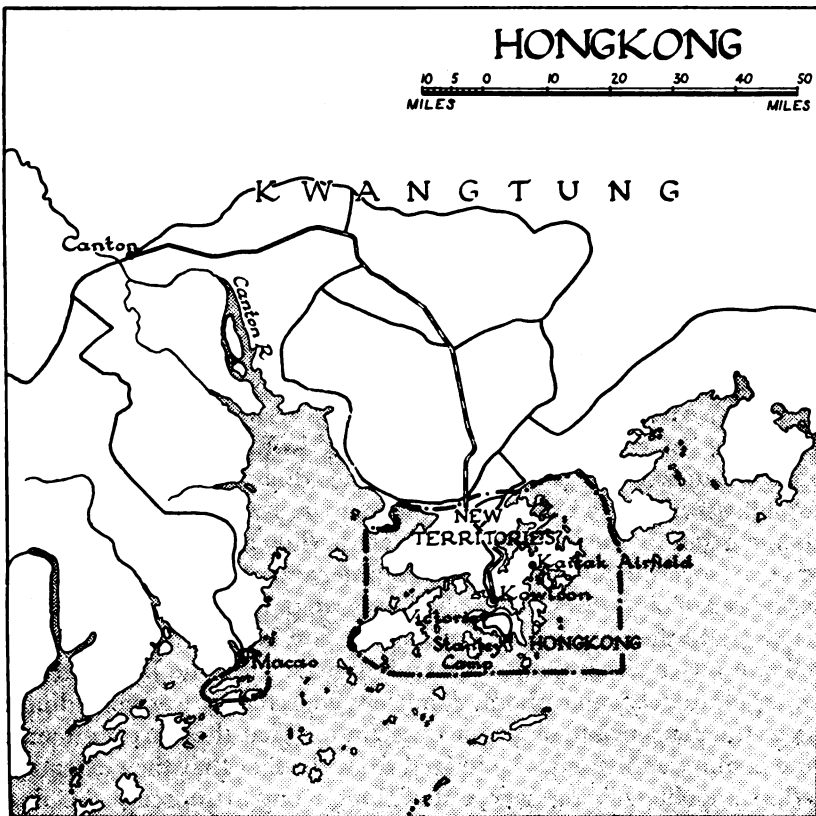 HONGKONG
10 5 0 10 20 30 40 50
MILES MILES
KWANGTUNG
Canton
Canton R.
NEW
TERRITORIES
Kaitak Airfield
Kowloon
Victoria
Stanley
Camp
HONGKONG
Macao